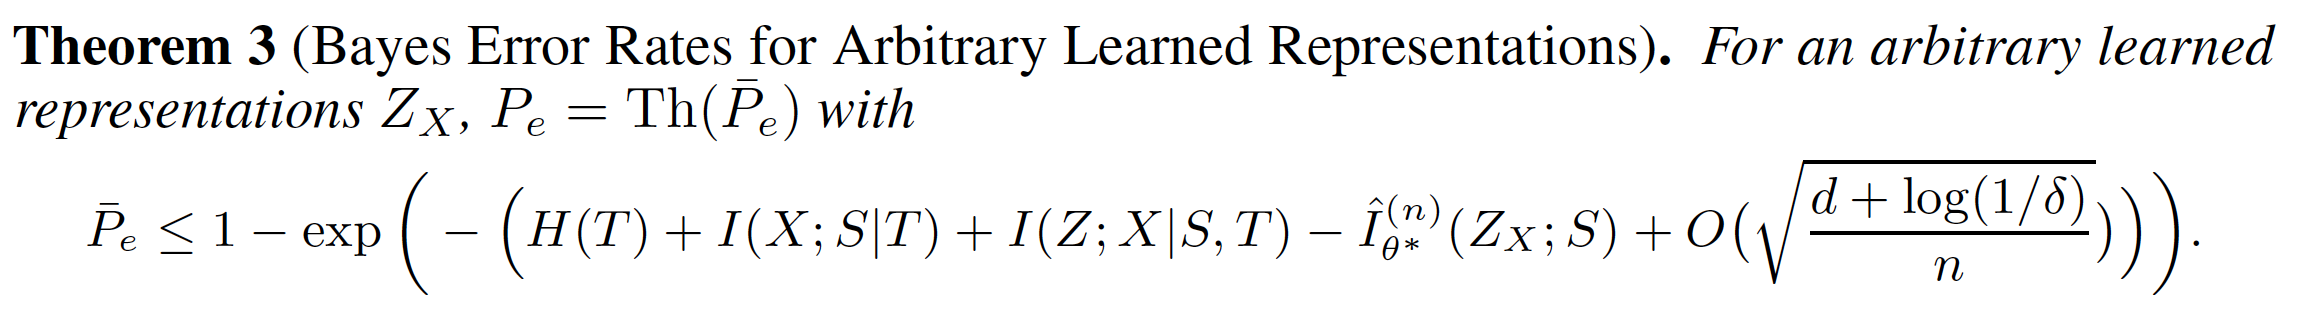 Theorem 3 (Bayes Error Rates for Arbitrary Learned Representations). For an arbitrary learned
representations $Z_X$, $P_e = \mathrm{Th}(\bar{P}_e)$ with
$\bar{P}_e \leq 1 - \exp\Big( - \Big( H(T) + I(X; S|T) + I(Z; X|S, T) - \hat{I}_{\theta^*}^{(n)}(Z_X; S) + O(\sqrt{\frac{d + \log(1/\delta)}{n}}) \Big) \Big).$